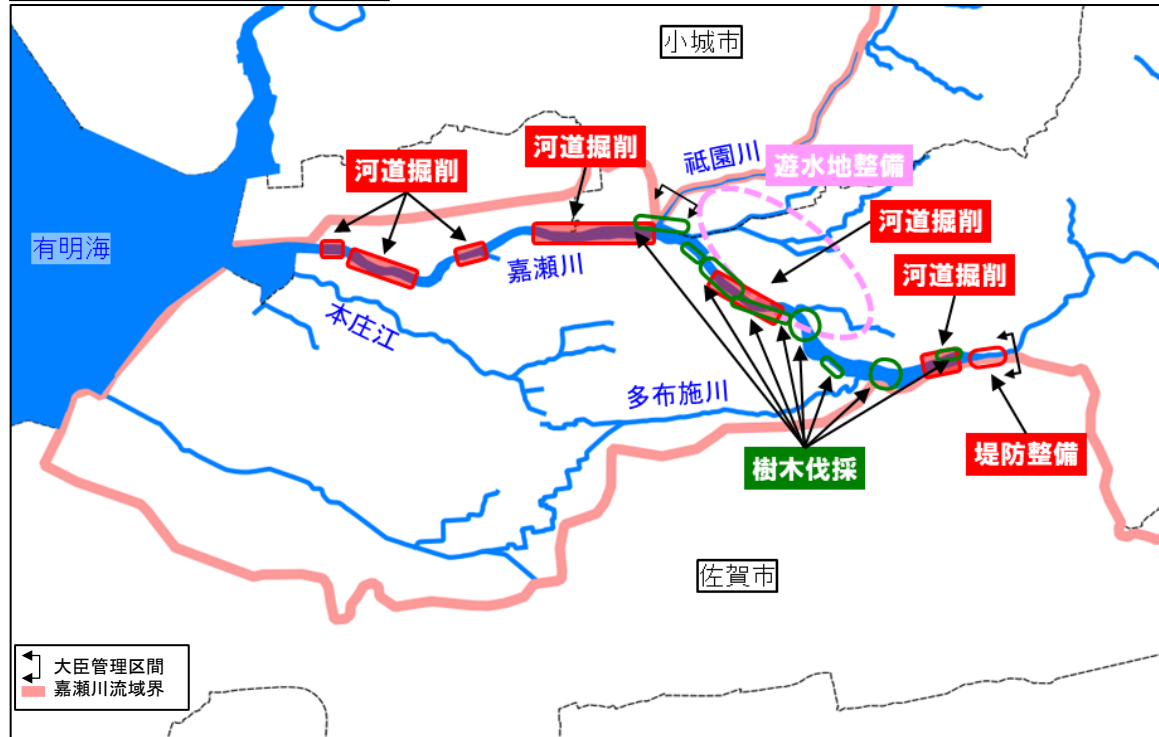 小城市
河道掘削
祇園川
遊水地整備
河道掘削
河道掘削
有明海
嘉瀬川
河道掘削
本庄江
多布施川
樹木伐採
堤防整備
佐賀市
大臣管理区間
嘉瀬川流域界